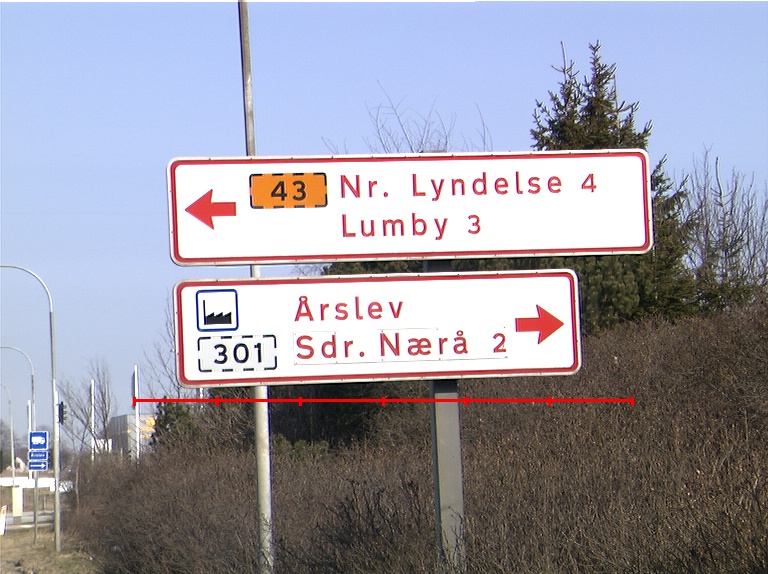 43 Nr. Lyndelse 4
Lumby 3
Årslev
301 Sdr. Nærå 2